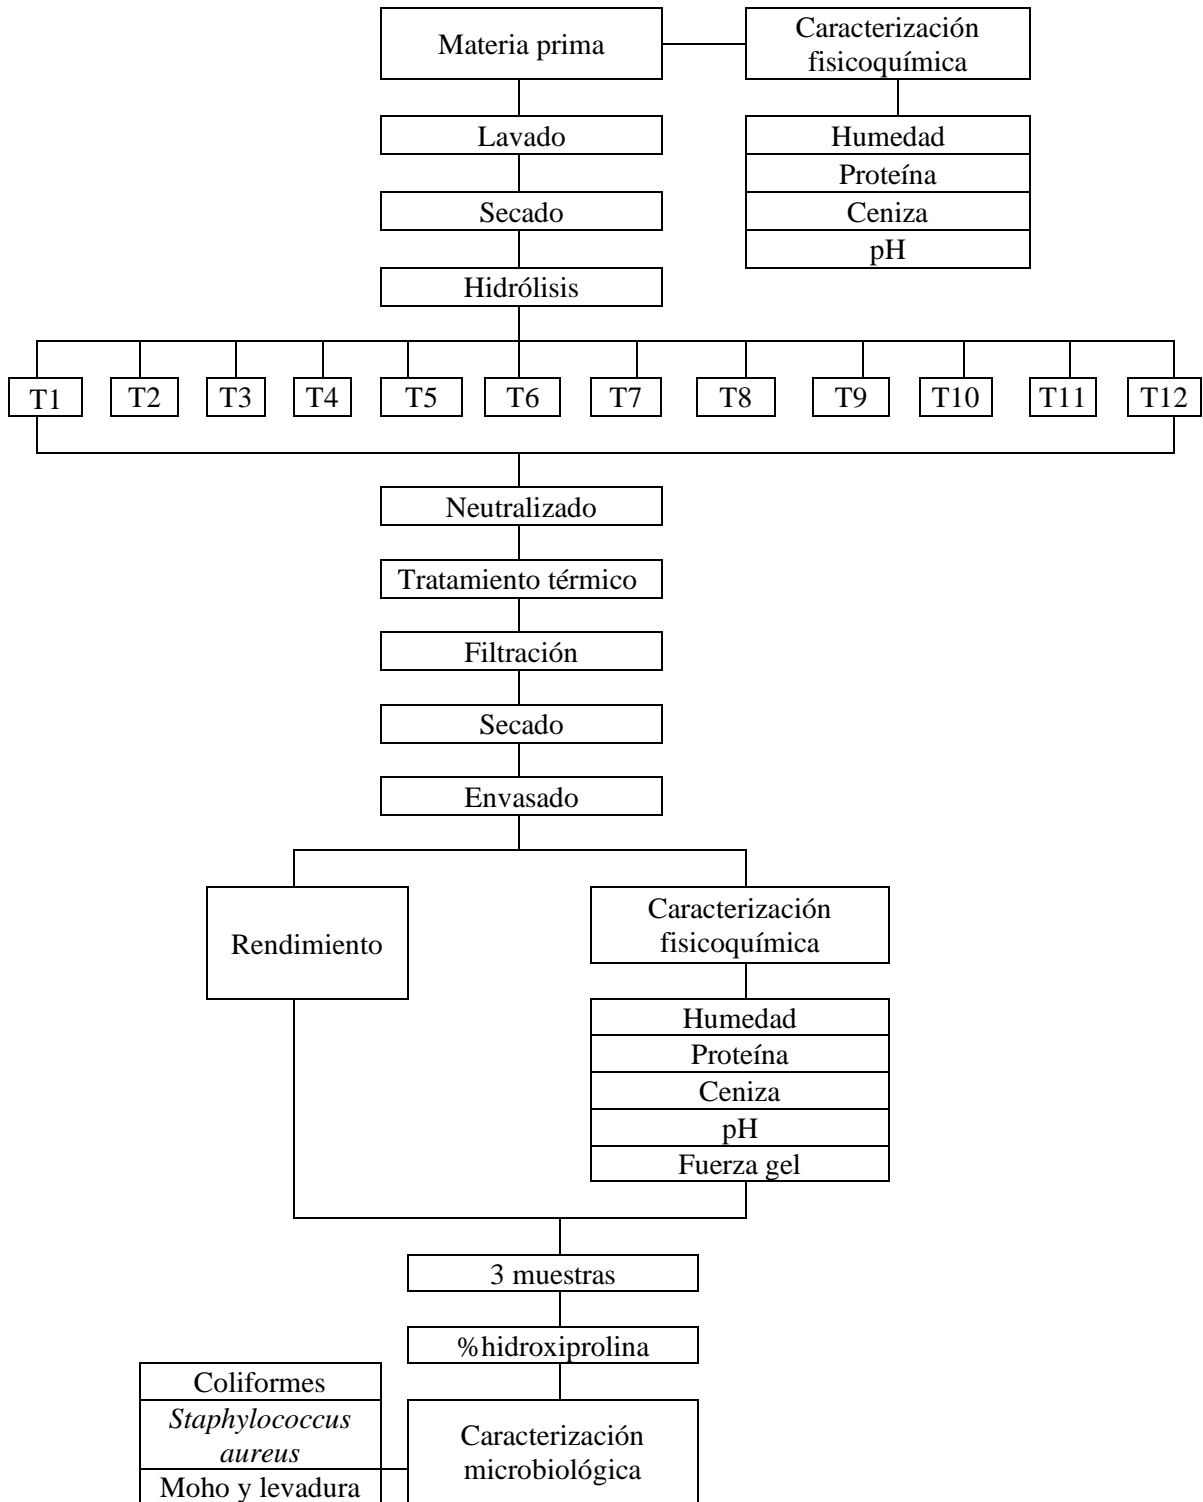 Materia prima
Caracterización
fisicoquímica
Lavado
Humedad
Proteína
Secado
Ceniza
pH
Hidrólisis
T1 T2 T3 T4 T5 T6 T7 T8 T9 T10 T11 T12
Neutralizado
Tratamiento térmico
Filtración
Secado
Envasado
Rendimiento
Caracterización
fisicoquímica
Humedad
Proteína
Ceniza
pH
Fuerza gel
3 muestras
%hidroxiprolina
Coliformes
Staphylococcus
aureus
Moho y levadura
Caracterización
microbiológica